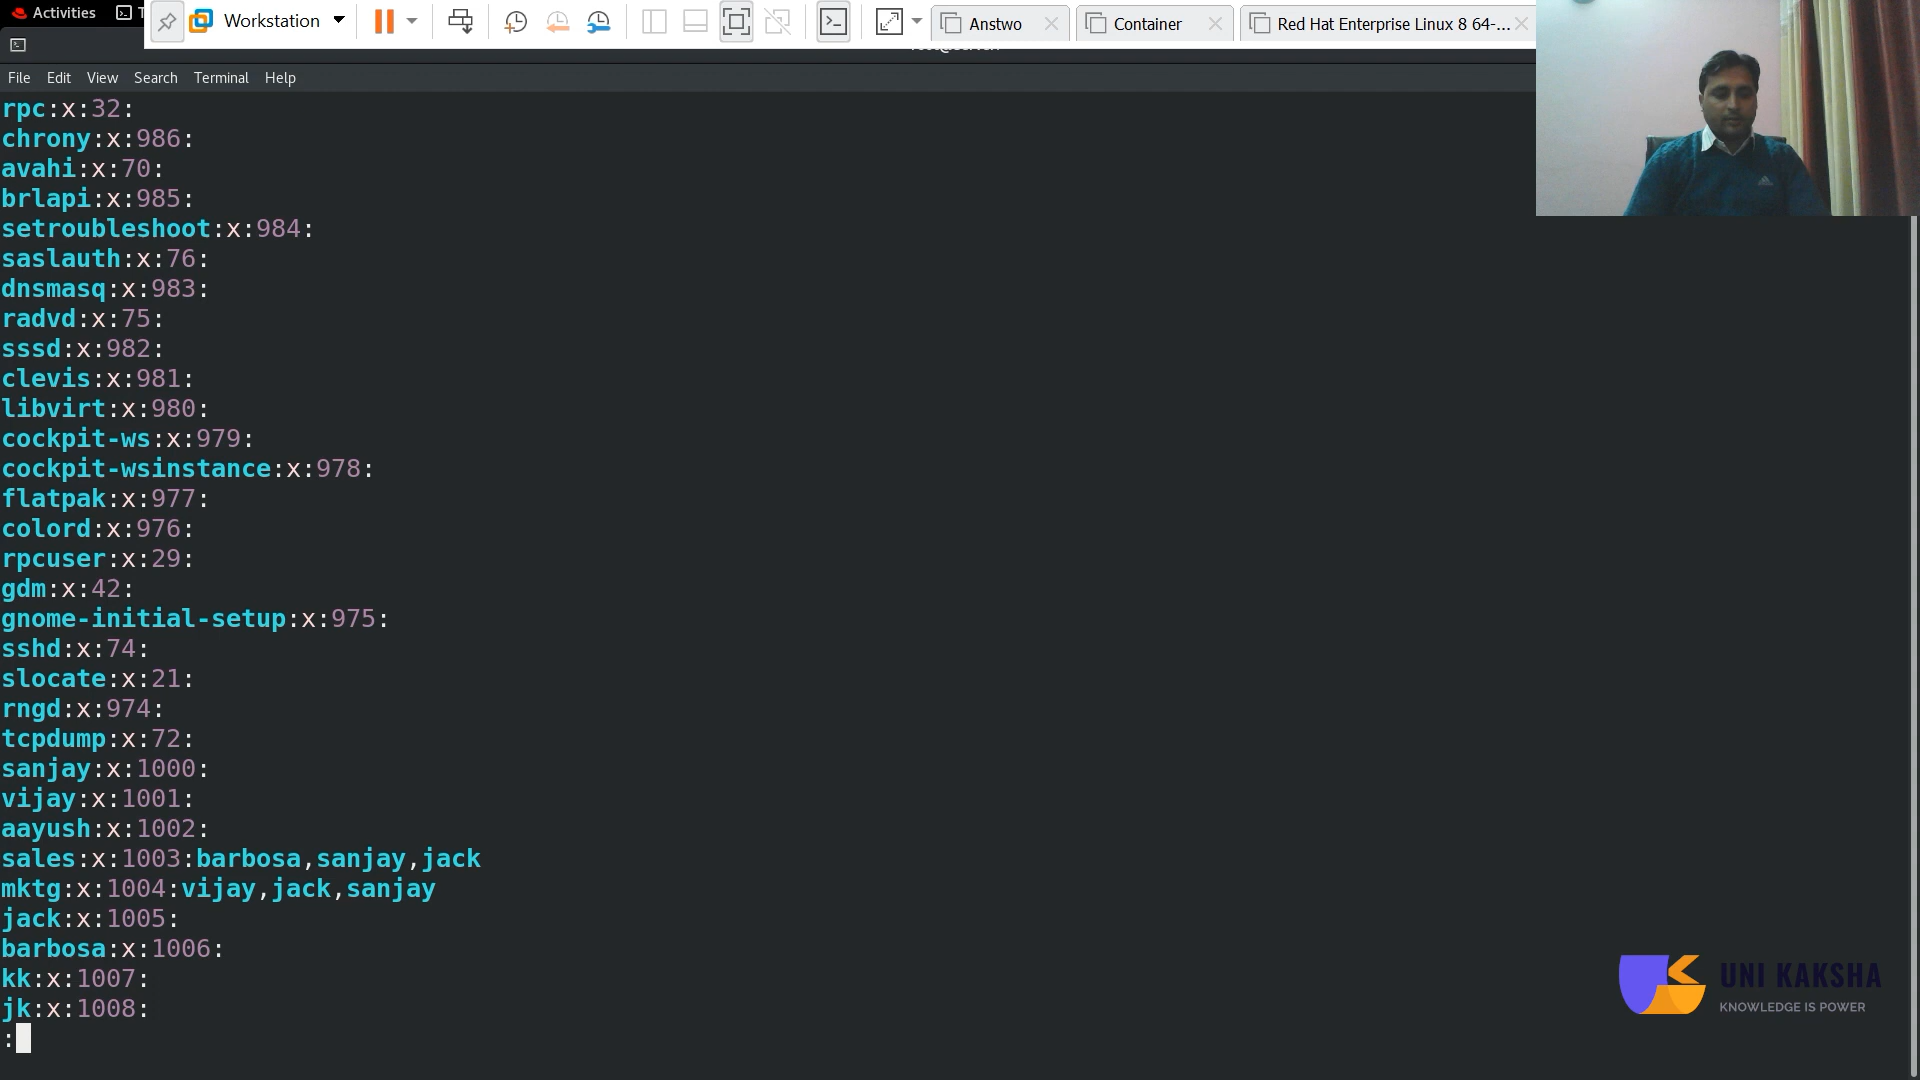 Activities
Workstation
Anstwo
Container
Red Hat Enterprise Linux 8 64-...
File Edit View Search Terminal Help
rpc:x:32:
chrony:x:986:
avahi:x:70:
brlapi:x:985:
setroubleshoot:x:984:
saslauth:x:76:
dnsmasq:x:983:
radvd:x:75:
sssd:x:982:
clevis:x:981:
libvirt:x:980:
cockpit-ws:x:979:
cockpit-wsinstance:x:978:
flatpak:x:977:
colord:x:976:
rpcuser:x:29:
gdm:x:42:
gnome-initial-setup:x:975:
sshd:x:74:
slocate:x:21:
rngd:x:974:
tcpdump:x:72:
sanjay:x:1000:
vijay:x:1001:
aayush:x:1002:
sales:x:1003:barbosa,sanjay,jack
mktg:x:1004:vijay,jack,sanjay
jack:x:1005:
barbosa:x:1006:
kk:x:1007:
jk:x:1008:
:
UNI KAKSHA
KNOWLEDGE IS POWER